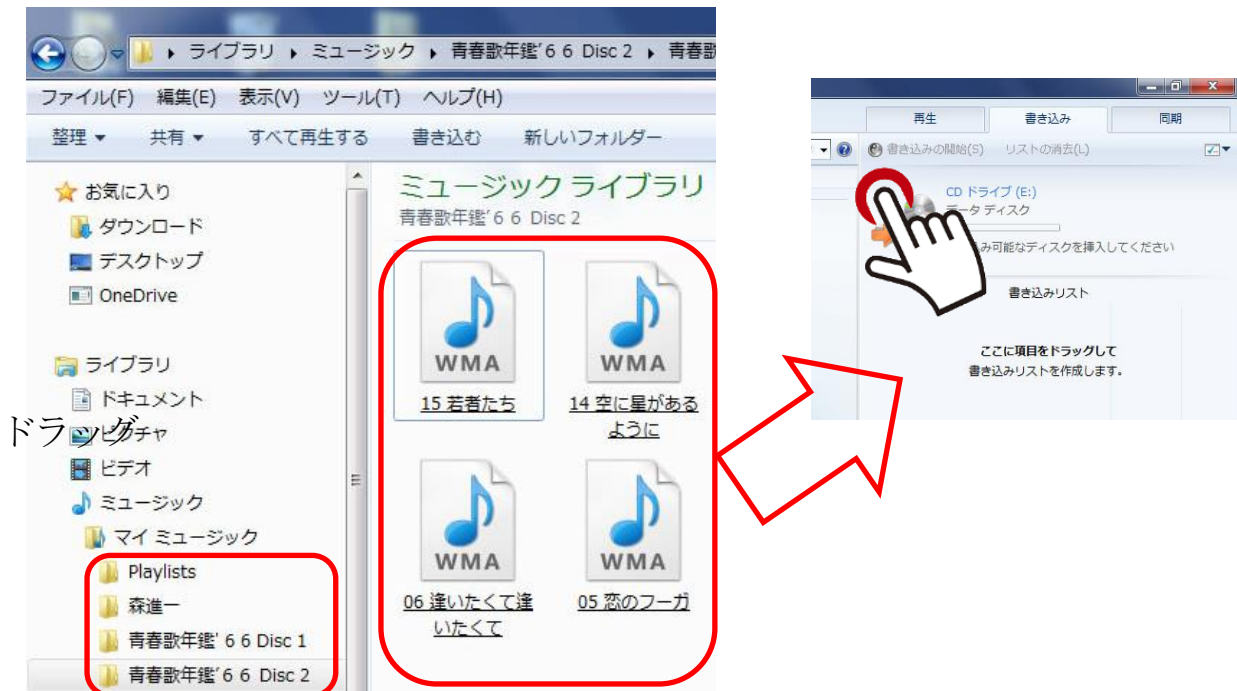 ライブラリ ▸ ミュージック ▸ 青春歌年鑑'66 Disc 2 ▸ 青春歌
ファイル(F) 編集(E) 表示(V) ツール(T) ヘルプ(H)
整理 ▼ 共有 ▼ すべて再生する 書き込む 新しいフォルダー
お気に入り
ダウンロード
デスクトップ
OneDrive
ライブラリ
ドキュメント
ピクチャ
ドラッグ
ビデオ
ミュージック
マイ ミュージック
Playlists
森進一
青春歌年鑑'66 Disc 1
青春歌年鑑'66 Disc 2
ミュージック ライブラリ
青春歌年鑑'66 Disc 2
WMA
15 若者たち
WMA
14 空に星がある
ように
WMA
06 逢いたくて逢
いたくて
WMA
05 恋のフーガ
再生 書き込み 同期
書き込みの開始(S) リストの消去(L)
CD ドライブ (E:)
データ ディスク
み可能なディスクを挿入してください
書き込みリスト
ここに項目をドラッグして
書き込みリストを作成します。